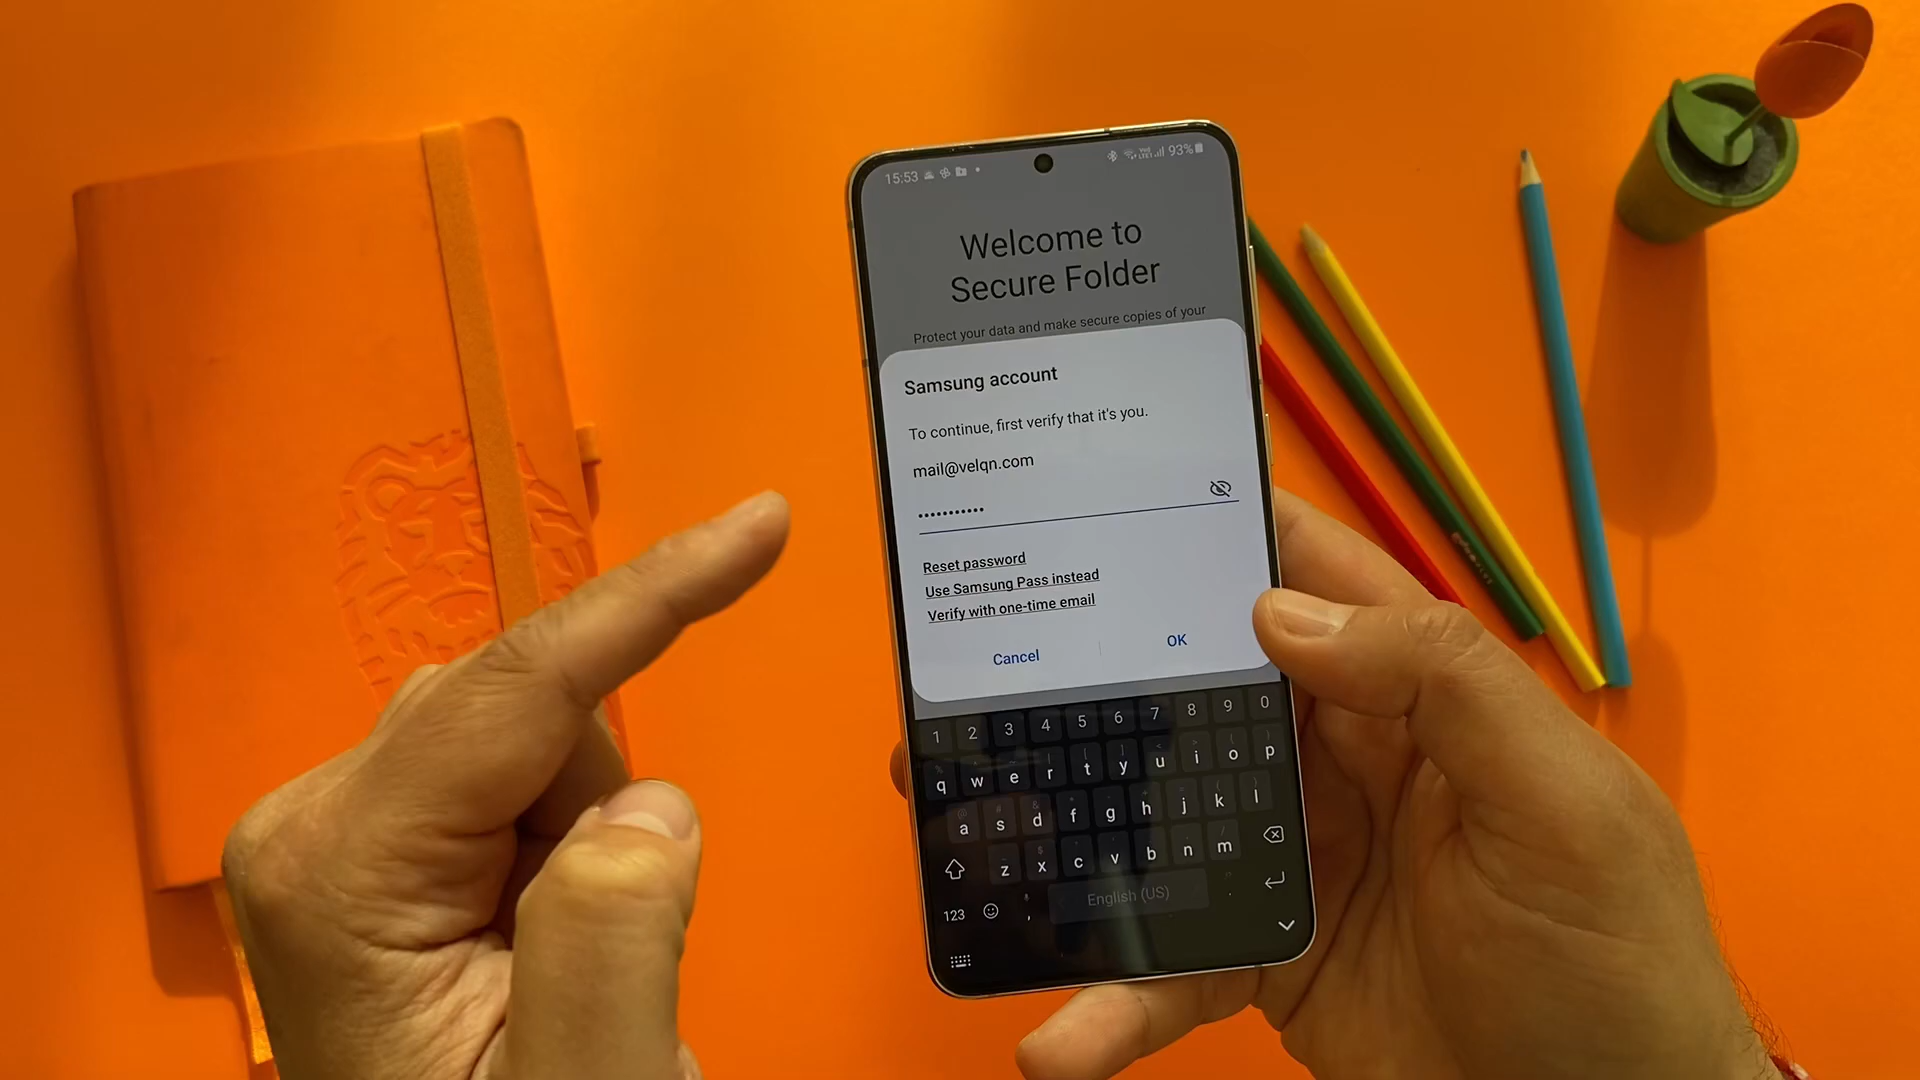 15:53
93%
Welcome to
Secure Folder
Protect your data and make secure copies of your
Samsung account
To continue, first verify that it's you.
mail@velqn.com
•••••••••••
Reset password
Use Samsung Pass instead
Verify with one-time email
Cancel
OK
1 2 3 4 5 6 7 8 9 0
q w e r t y u i o p
a s d f g h j k l
z x c v b n m
123 , English (US) .